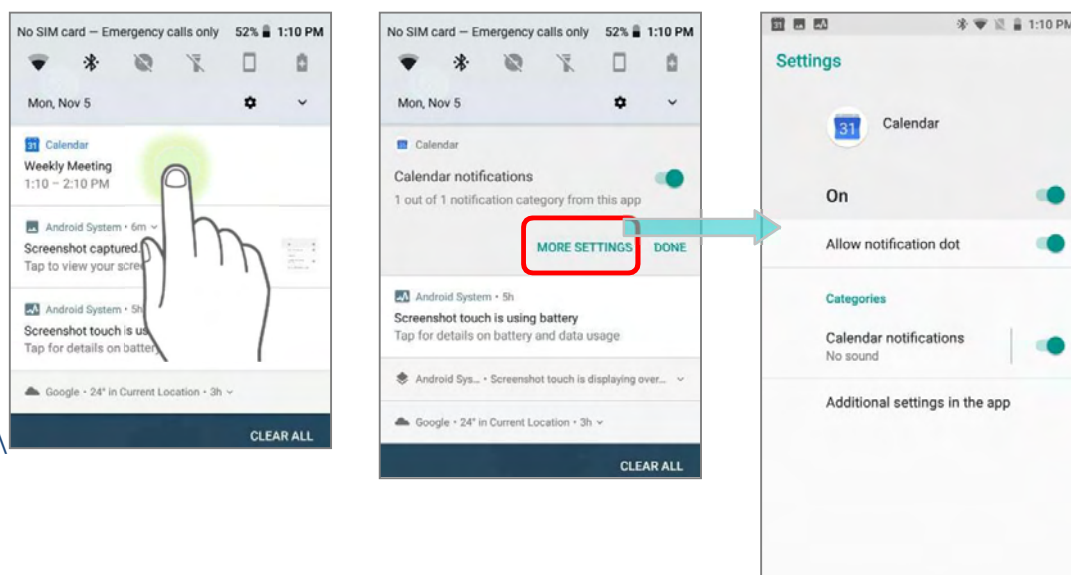 No SIM card — Emergency calls only 52% 1:10 PM
Mon, Nov 5
31 Calendar
Weekly Meeting
1:10 – 2:10 PM
Android System • 6m
Screenshot captured.
Tap to view your scre
Android System • 5h
Screenshot touch is us
Tap for details on battery
Google • 24° in Current Location • 3h
CLEAR ALL
\
No SIM card — Emergency calls only 52% 1:10 PM
Mon, Nov 5
Calendar
Calendar notifications
1 out of 1 notification category from this app
MORE SETTINGS DONE
Android System • 5h
Screenshot touch is using battery
Tap for details on battery and data usage
Android Sys… • Screenshot touch is displaying over…
Google • 24° in Current Location • 3h
CLEAR ALL
31 1:10 PM
Settings
31 Calendar
On
Allow notification dot
Categories
Calendar notifications
No sound
Additional settings in the app